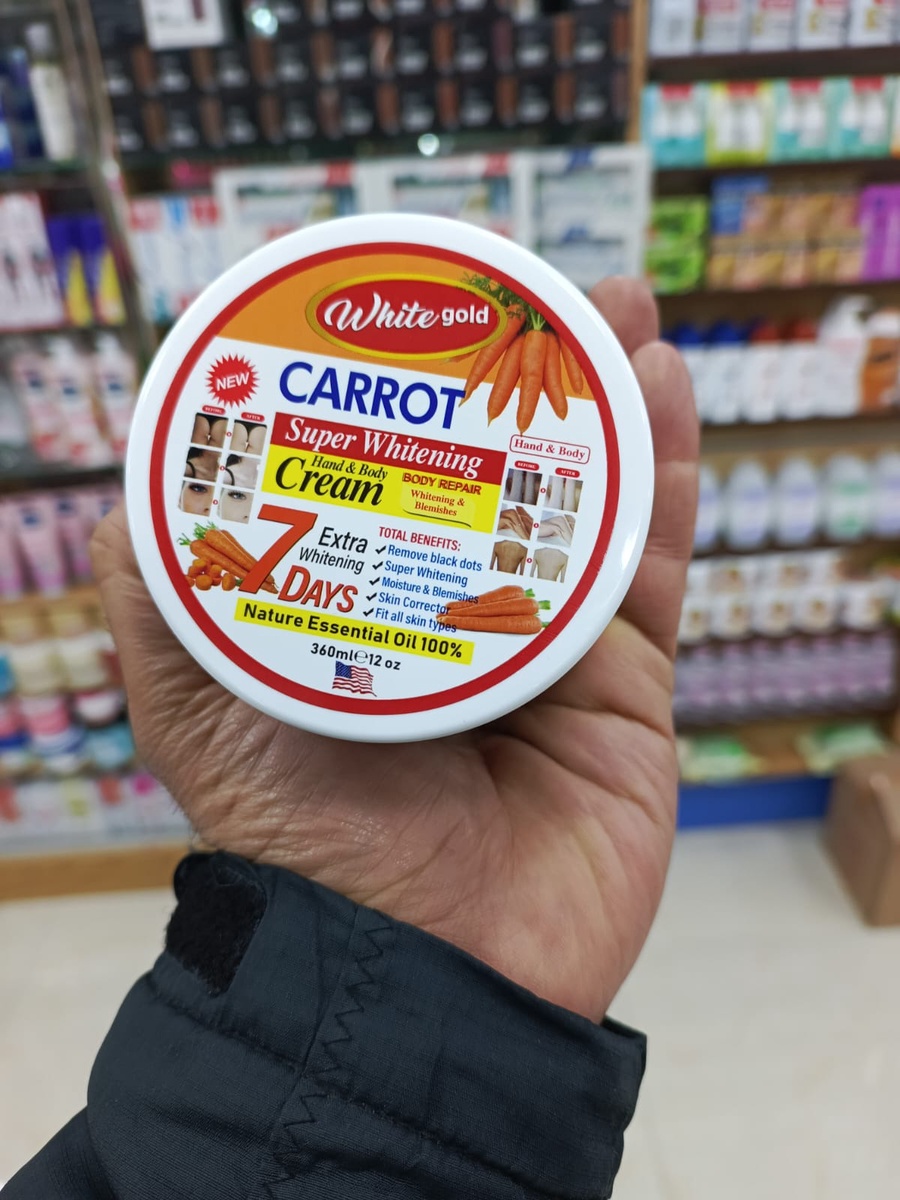 White gold
NEW
CARROT
Super Whitening
Hand & Body
Cream
BODY REPAIR
Whitening &
Blemishes
Hand & Body
BEFORE
AFTER
BEFORE
AFTER
7 DAYS
Extra
Whitening
TOTAL BENEFITS:
Remove black dots
Super Whitening
Moisture & Blemishes
Skin Corrector
Fit all skin types
Nature Essential Oil 100%
360ml℮12 oz